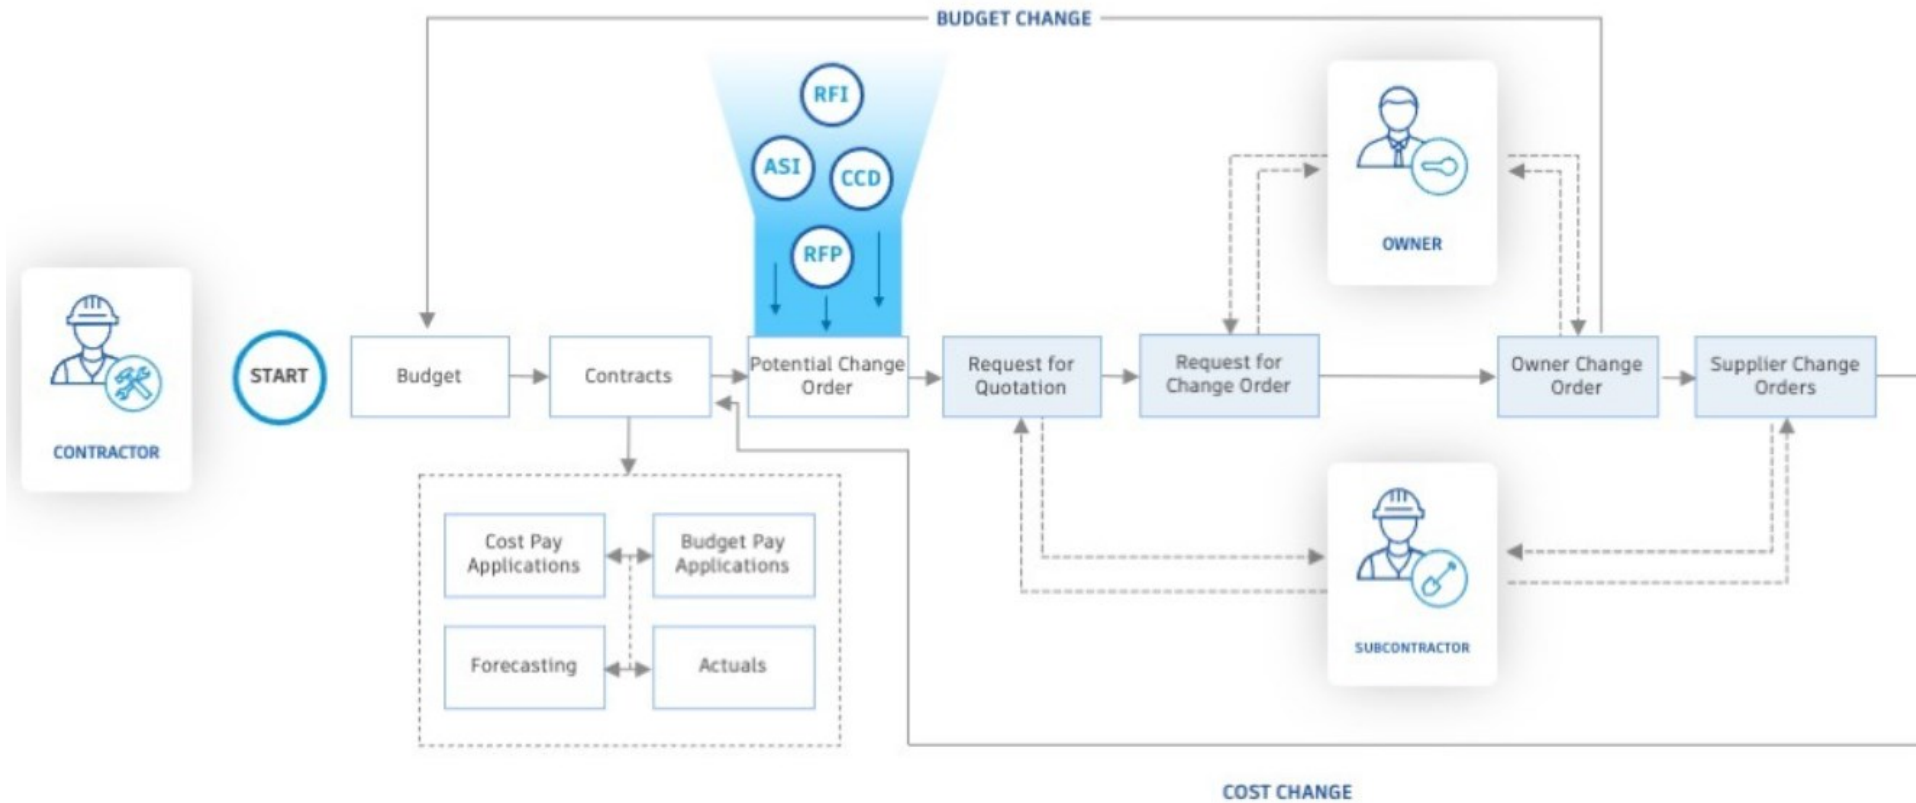 BUDGET CHANGE
RFI
ASI
CCD
RFP
OWNER
CONTRACTOR
START
Budget
Contracts
Potential Change
Order
Request for
Quotation
Request for
Change Order
Owner Change
Order
Supplier Change
Orders
Cost Pay
Applications
Budget Pay
Applications
Forecasting
Actuals
SUBCONTRACTOR
COST CHANGE